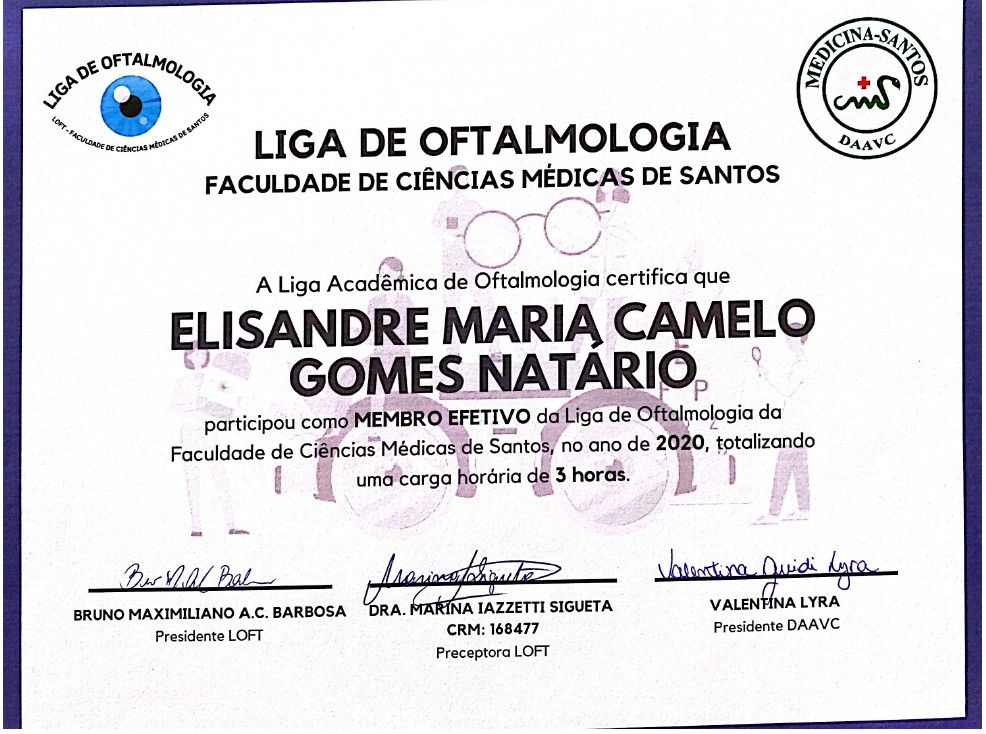 LIGA DE OFTALMOLOGIA
LOFT - FACULDADE DE CIÊNCIAS MÉDICAS DE SANTOS
MEDICINA-SANTOS
DAAVC
LIGA DE OFTALMOLOGIA
FACULDADE DE CIÊNCIAS MÉDICAS DE SANTOS
A Liga Acadêmica de Oftalmologia certifica que
ELISANDRE MARIA CAMELO
GOMES NATÁRIO
E
F P
participou como MEMBRO EFETIVO da Liga de Oftalmologia da
Faculdade de Ciências Médicas de Santos, no ano de 2020, totalizando
uma carga horária de 3 horas.
Valentina Guidi Lyra
BRUNO MAXIMILIANO A.C. BARBOSA
Presidente LOFT
DRA. MARINA IAZZETTI SIGUETA
CRM: 168477
Preceptora LOFT
VALENTINA LYRA
Presidente DAAVC